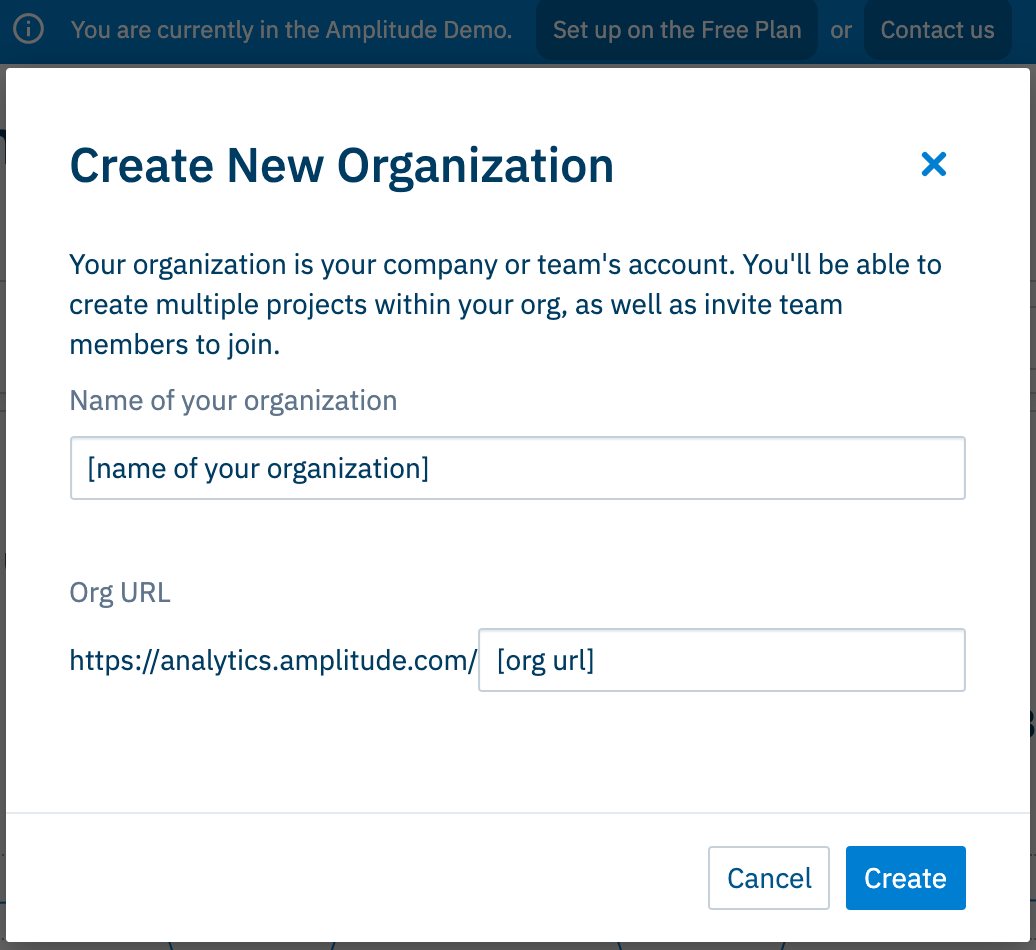 You are currently in the Amplitude Demo. Set up on the Free Plan or Contact us
Create New Organization
Your organization is your company or team's account. You'll be able to
create multiple projects within your org, as well as invite team
members to join.
Name of your organization
[name of your organization]
Org URL
https://analytics.amplitude.com/ [org url]
Cancel Create